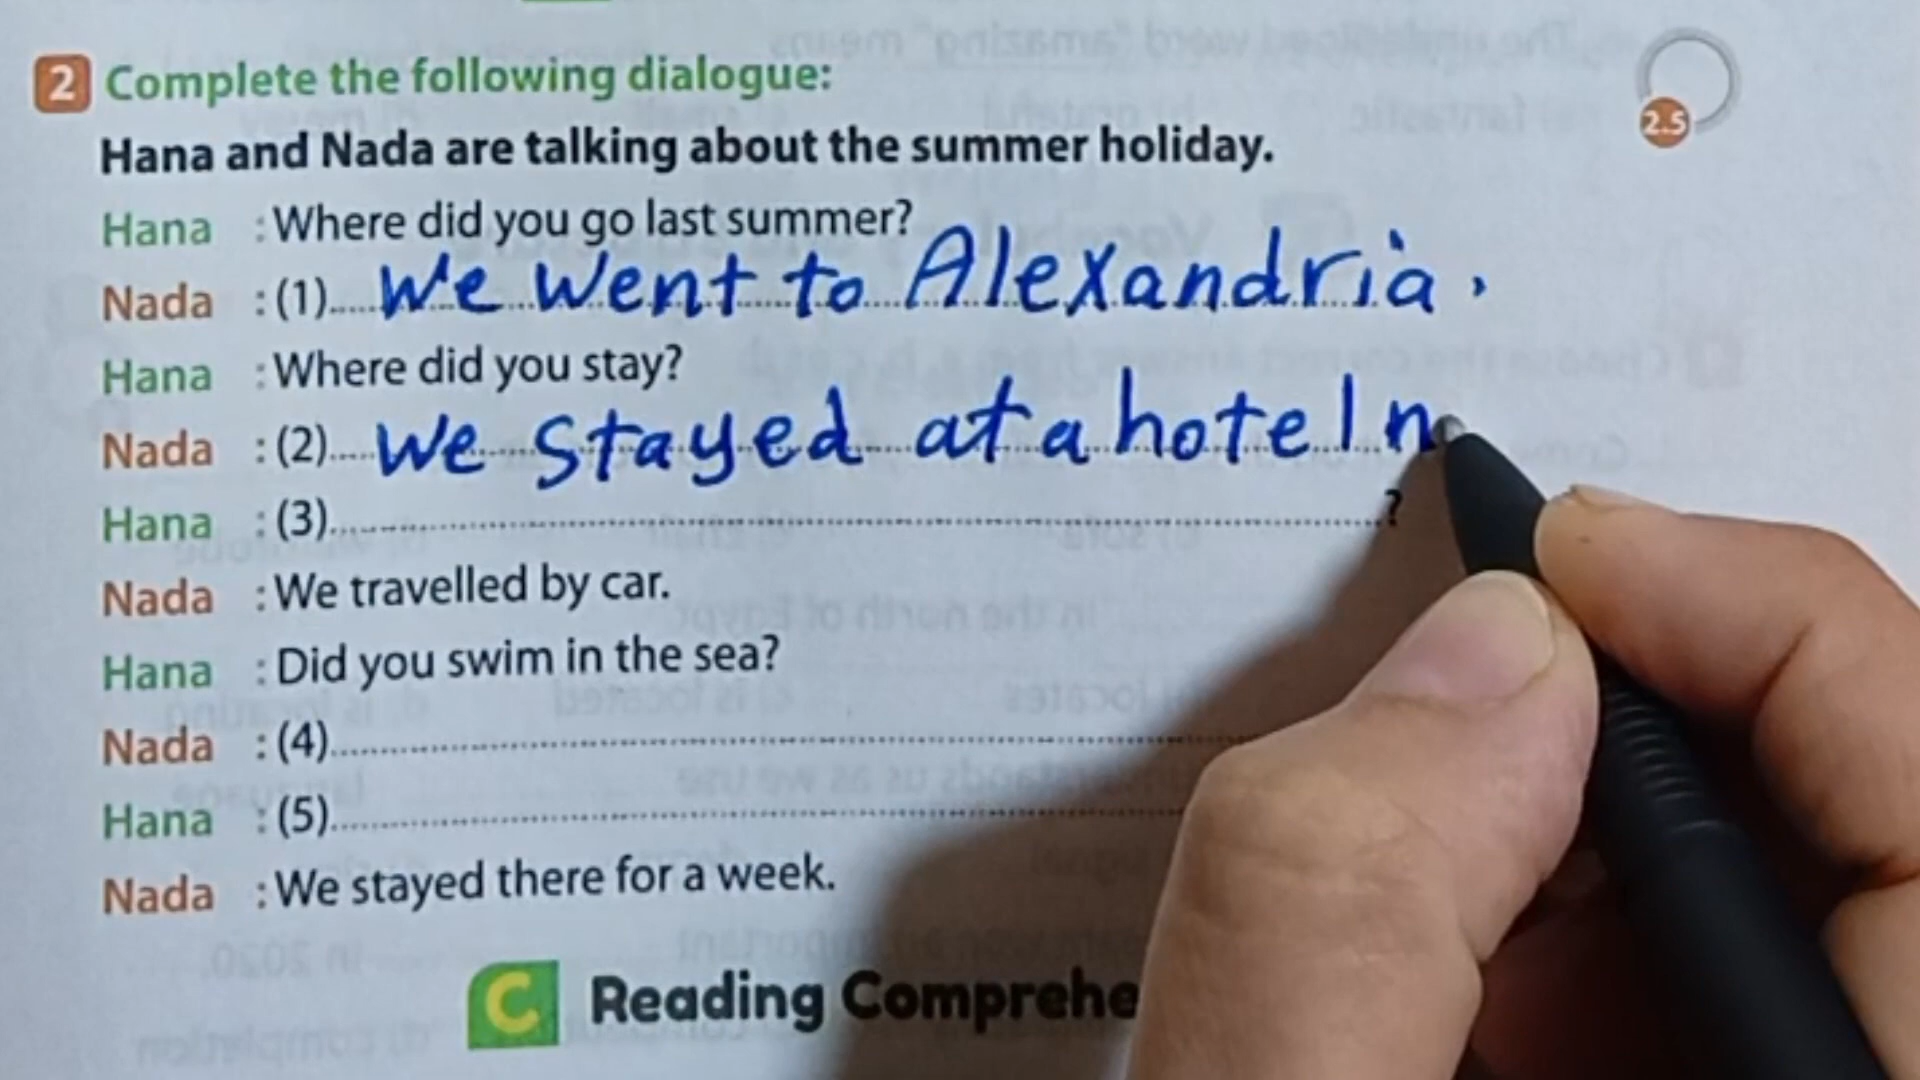 2 Complete the following dialogue:
2.5
Hana and Nada are talking about the summer holiday.
Hana : Where did you go last summer?
Nada : (1) We went to Alexandria.
Hana : Where did you stay?
Nada : (2) We stayed at a hotel n
Hana : (3) ?
Nada : We travelled by car.
Hana : Did you swim in the sea?
Nada : (4)
Hana : (5)
Nada : We stayed there for a week.
C Reading Comprehe